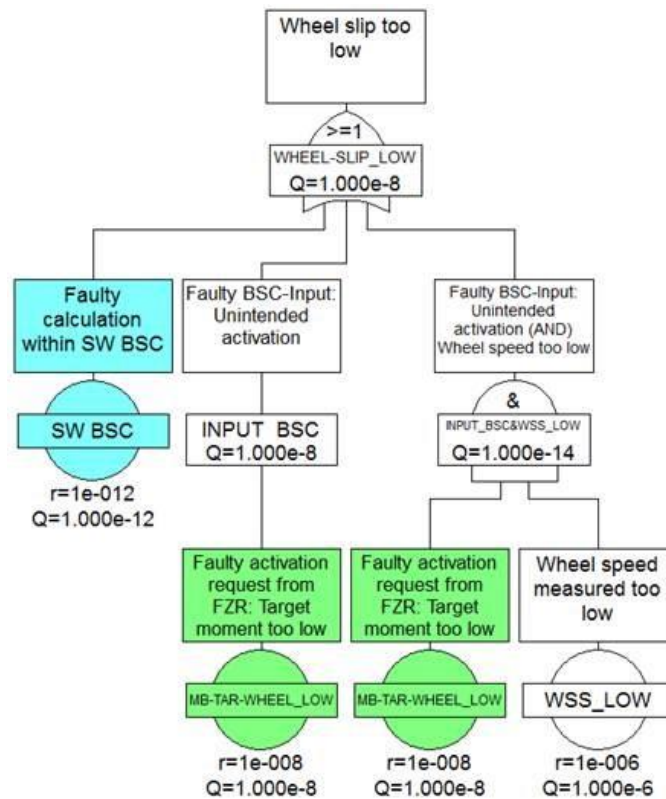 Wheel slip too
low
>=1
WHEEL-SLIP_LOW
Q=1.000e-8
Faulty
calculation
within SW BSC
SW BSC
r=1e-012
Q=1.000e-12
Faulty BSC-Input:
Unintended
activation
INPUT_BSC
Q=1.000e-8
Faulty activation
request from
FZR: Target
moment too low
MB-TAR-WHEEL_LOW
r=1e-008
Q=1.000e-8
Faulty BSC-Input:
Unintended
activation (AND)
Wheel speed too low
&
INPUT_BSC&WSS_LOW
Q=1.000e-14
Faulty activation
request from
FZR: Target
moment too low
MB-TAR-WHEEL_LOW
r=1e-008
Q=1.000e-8
Wheel speed
measured too
low
WSS_LOW
r=1e-006
Q=1.000e-6